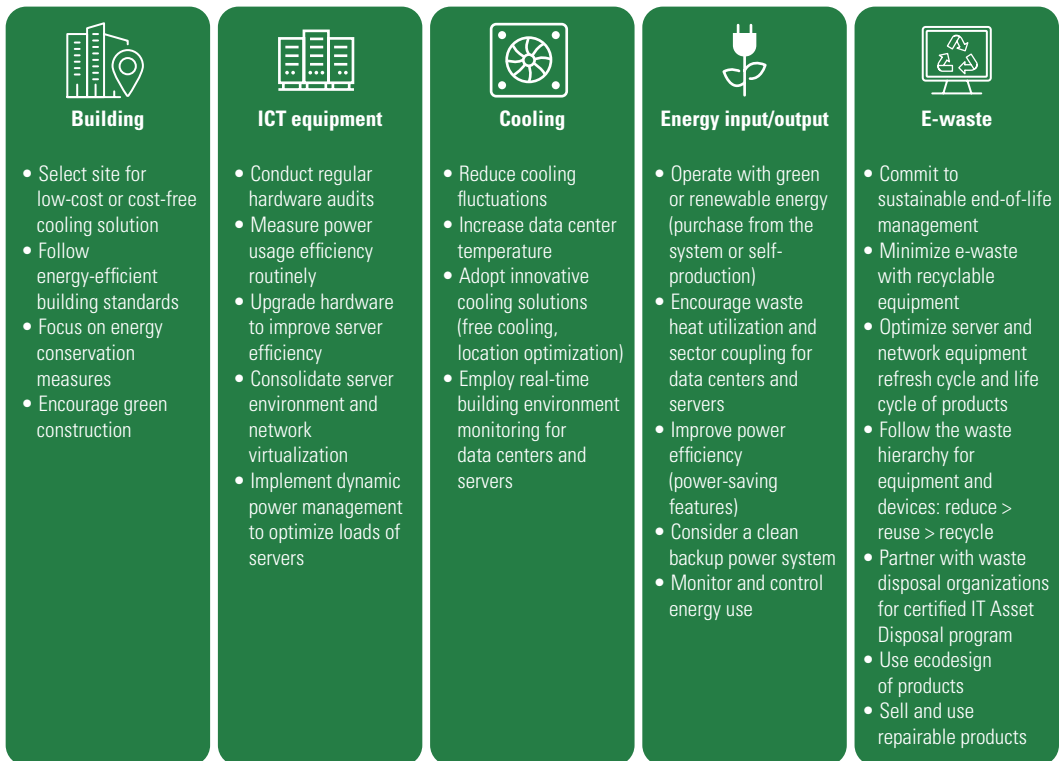 Building
• Select site for
low-cost or cost-free
cooling solution
• Follow
energy-efficient
building standards
• Focus on energy
conservation
measures
• Encourage green
construction
ICT equipment
• Conduct regular
hardware audits
• Measure power
usage efficiency
routinely
• Upgrade hardware
to improve server
efficiency
• Consolidate server
environment and
network
virtualization
• Implement dynamic
power management
to optimize loads of
servers
Cooling
• Reduce cooling
fluctuations
• Increase data center
temperature
• Adopt innovative
cooling solutions
(free cooling,
location optimization)
• Employ real-time
building environment
monitoring for
data centers and
servers
Energy input/output
• Operate with green
or renewable energy
(purchase from the
system or self-
production)
• Encourage waste
heat utilization and
sector coupling for
data centers and
servers
• Improve power
efficiency
(power-saving
features)
• Consider a clean
backup power system
• Monitor and control
energy use
E-waste
• Commit to
sustainable end-of-life
management
• Minimize e-waste
with recyclable
equipment
• Optimize server and
network equipment
refresh cycle and life
cycle of products
• Follow the waste
hierarchy for
equipment and
devices: reduce >
reuse > recycle
• Partner with waste
disposal organizations
for certified IT Asset
Disposal program
• Use ecodesign
of products
• Sell and use
repairable products